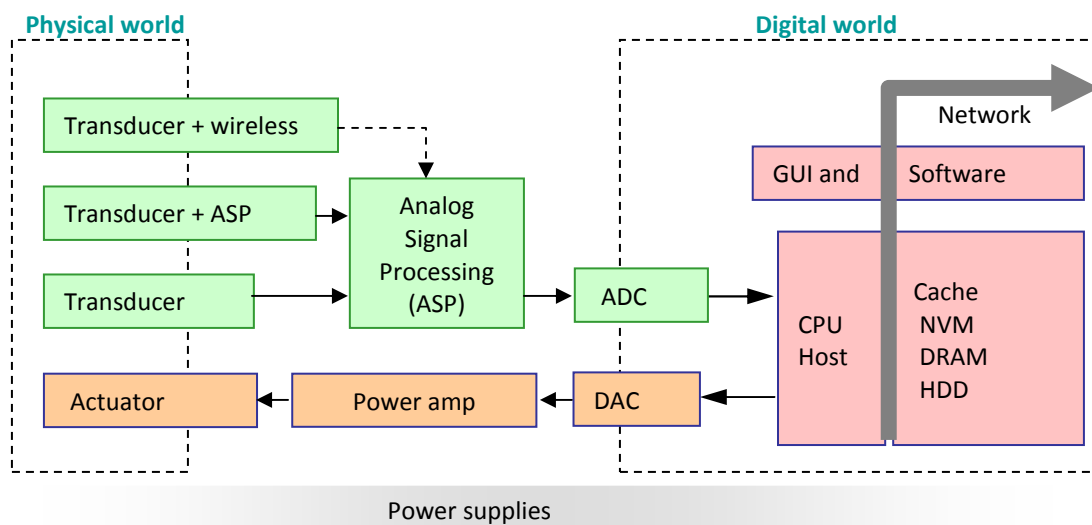 Physical world
Digital world
Transducer + wireless
Network
GUI and
Software
Transducer + ASP
Analog
Signal
Processing
(ASP)
Transducer
ADC
CPU
Host
Cache
NVM
DRAM
HDD
Actuator
Power amp
DAC
Power supplies